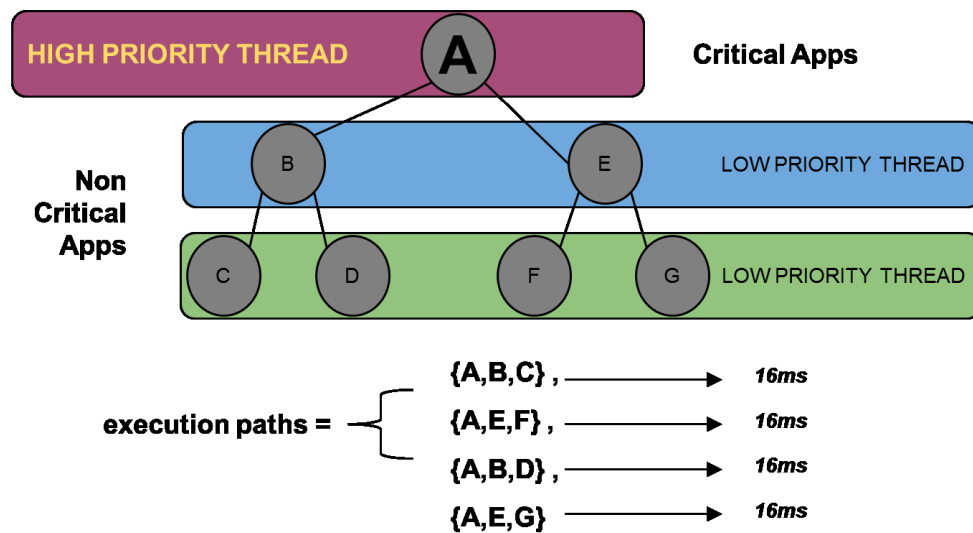 HIGH PRIORITY THREAD
A
Critical Apps
B
E
LOW PRIORITY THREAD
Non
Critical
Apps
C
D
F
G
LOW PRIORITY THREAD
{A,B,C} ,
16ms
execution paths =
{A,E,F} ,
16ms
{A,B,D} ,
16ms
{A,E,G}
16ms